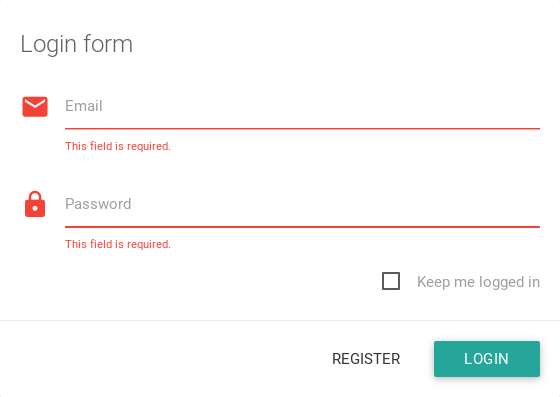 Login form
Email
This field is required.
Password
This field is required.
Keep me logged in
REGISTER LOGIN